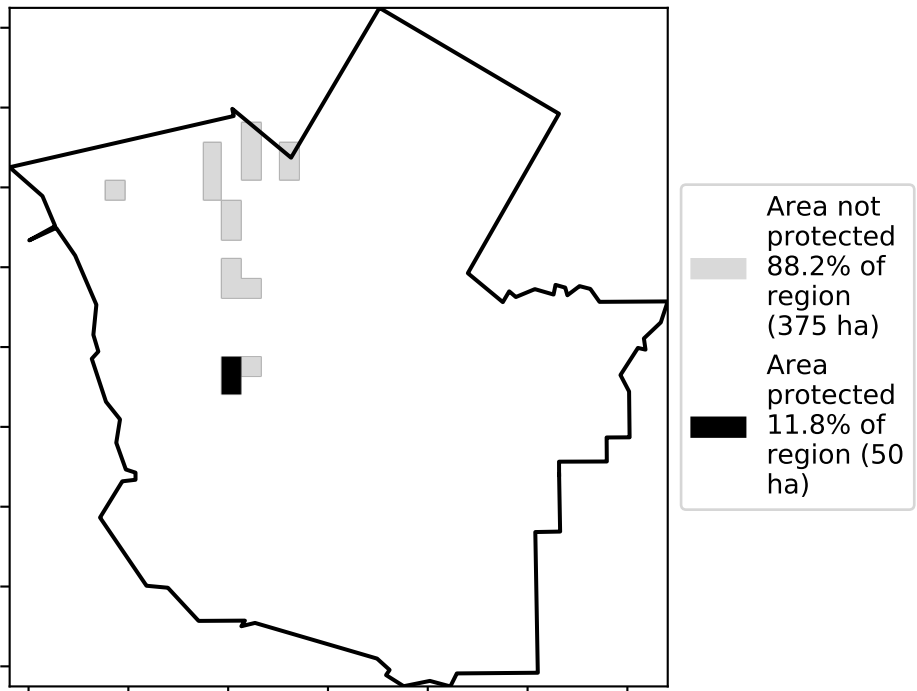 Area not
protected
88.2% of
region
(375 ha)
Area
protected
11.8% of
region (50
ha)